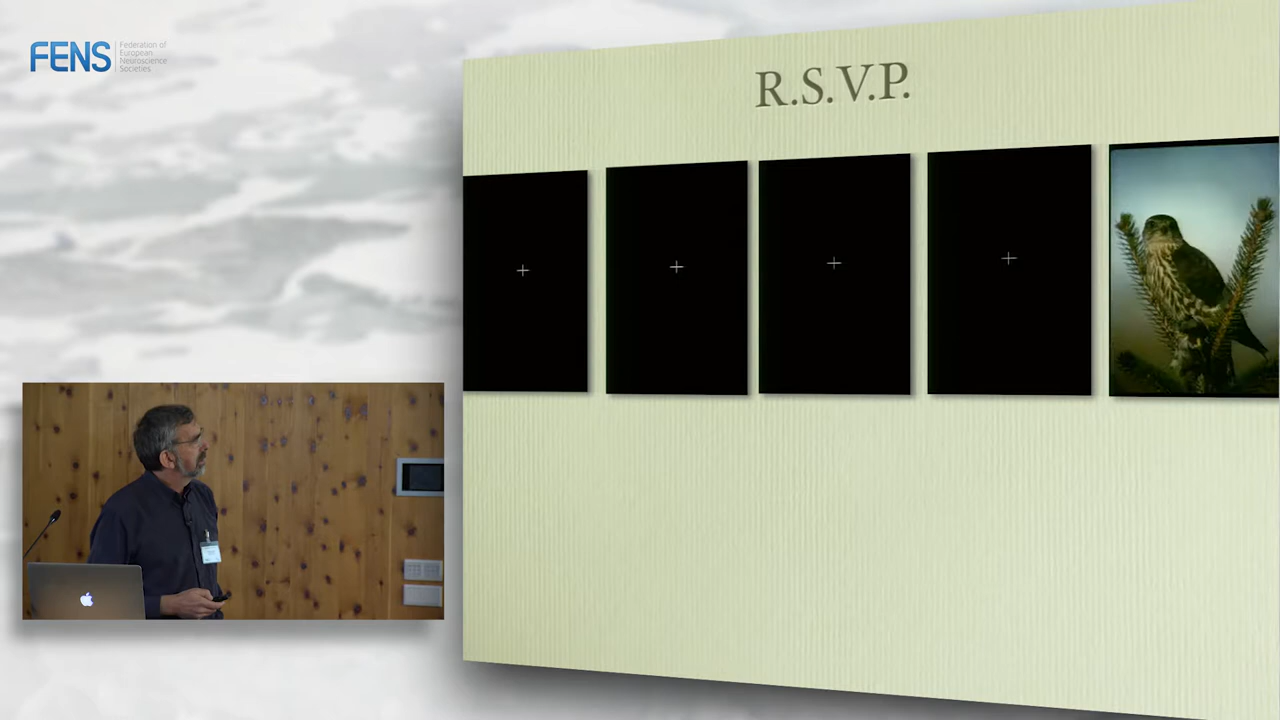 FENS
Federation of
European
Neuroscience
Societies
R.S.V.P.